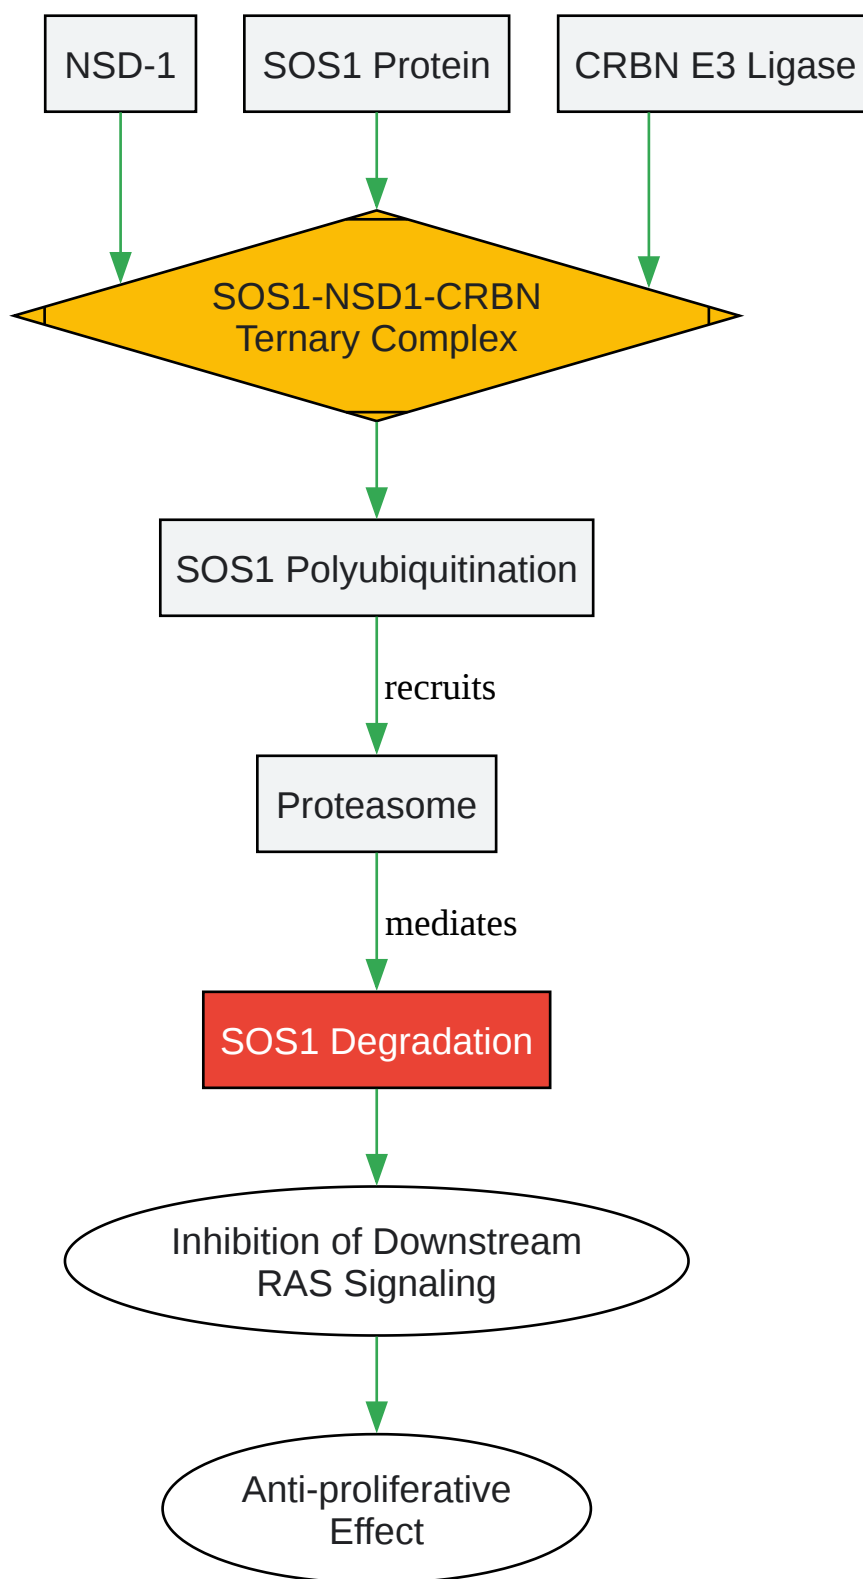 NSD-1
SOS1 Protein
CRBN E3 Ligase
SOS1-NSD1-CRBN
Ternary Complex
SOS1 Polyubiquitination
recruits
Proteasome
mediates
SOS1 Degradation
Inhibition of Downstream
RAS Signaling
Anti-proliferative
Effect